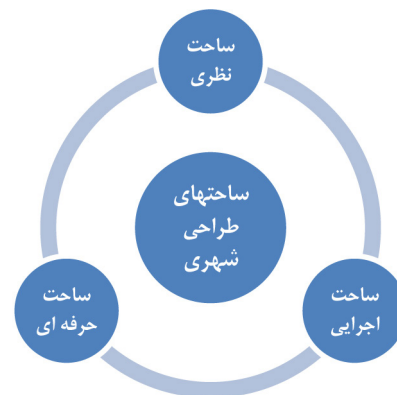 ساحت
نظری
ساحتهای
طراحی
شهری
ساحت
اجرایی
ساحت
حرفه ای